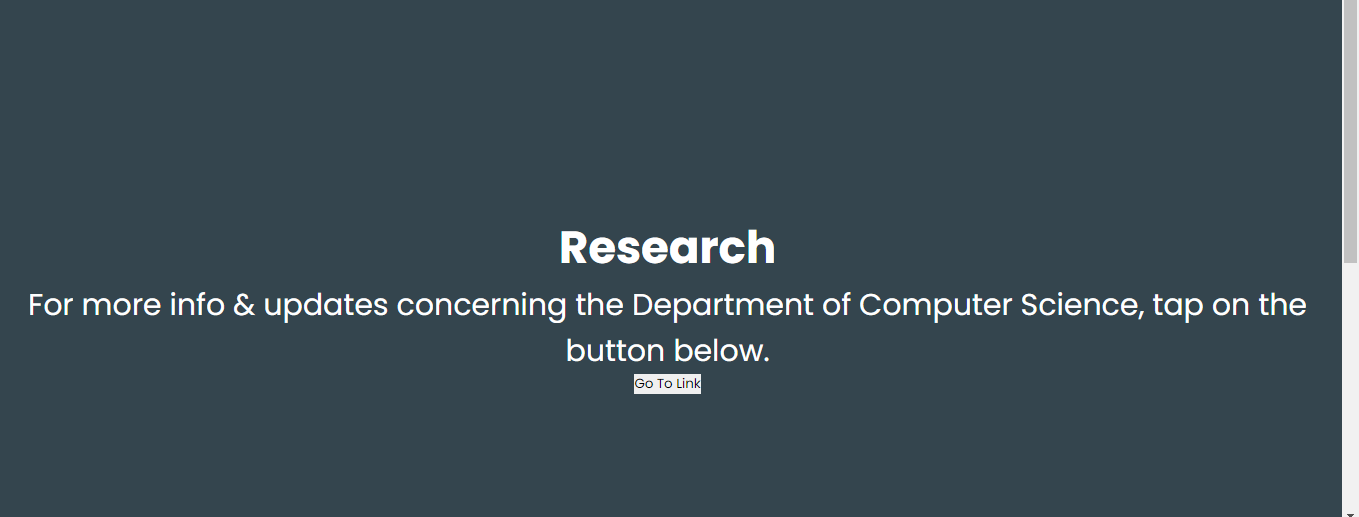 Research
For more info & updates concerning the Department of Computer Science, tap on the
button below.
Go To Link